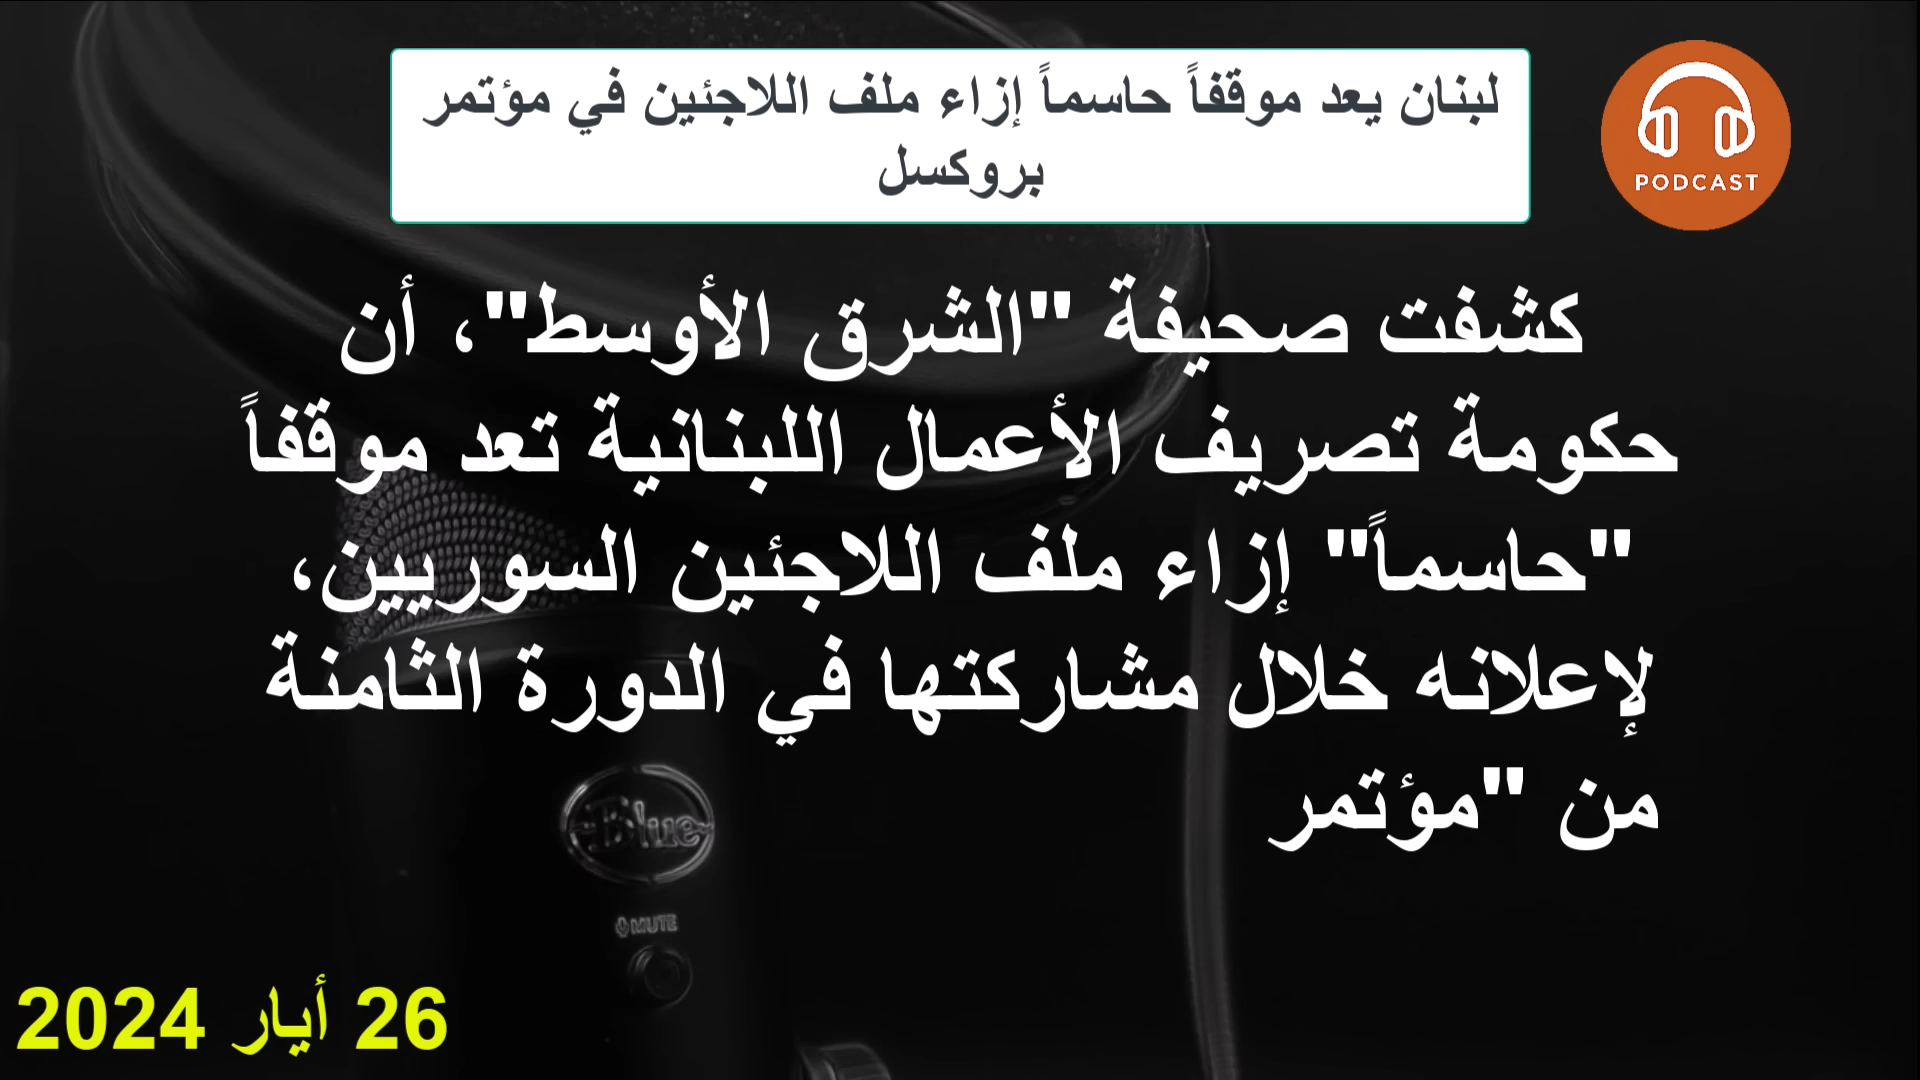 لبنان يعد موقفاً حاسماً إزاء ملف اللاجئين في مؤتمر
بروكسل
PODCAST
كشفت صحيفة "الشرق الأوسط"، أن
حكومة تصريف الأعمال اللبنانية تعد موقفاً
"حاسماً" إزاء ملف اللاجئين السوريين،
لإعلانه خلال مشاركتها في الدورة الثامنة
من "مؤتمر
Blue
MUTE
26 أيار 2024